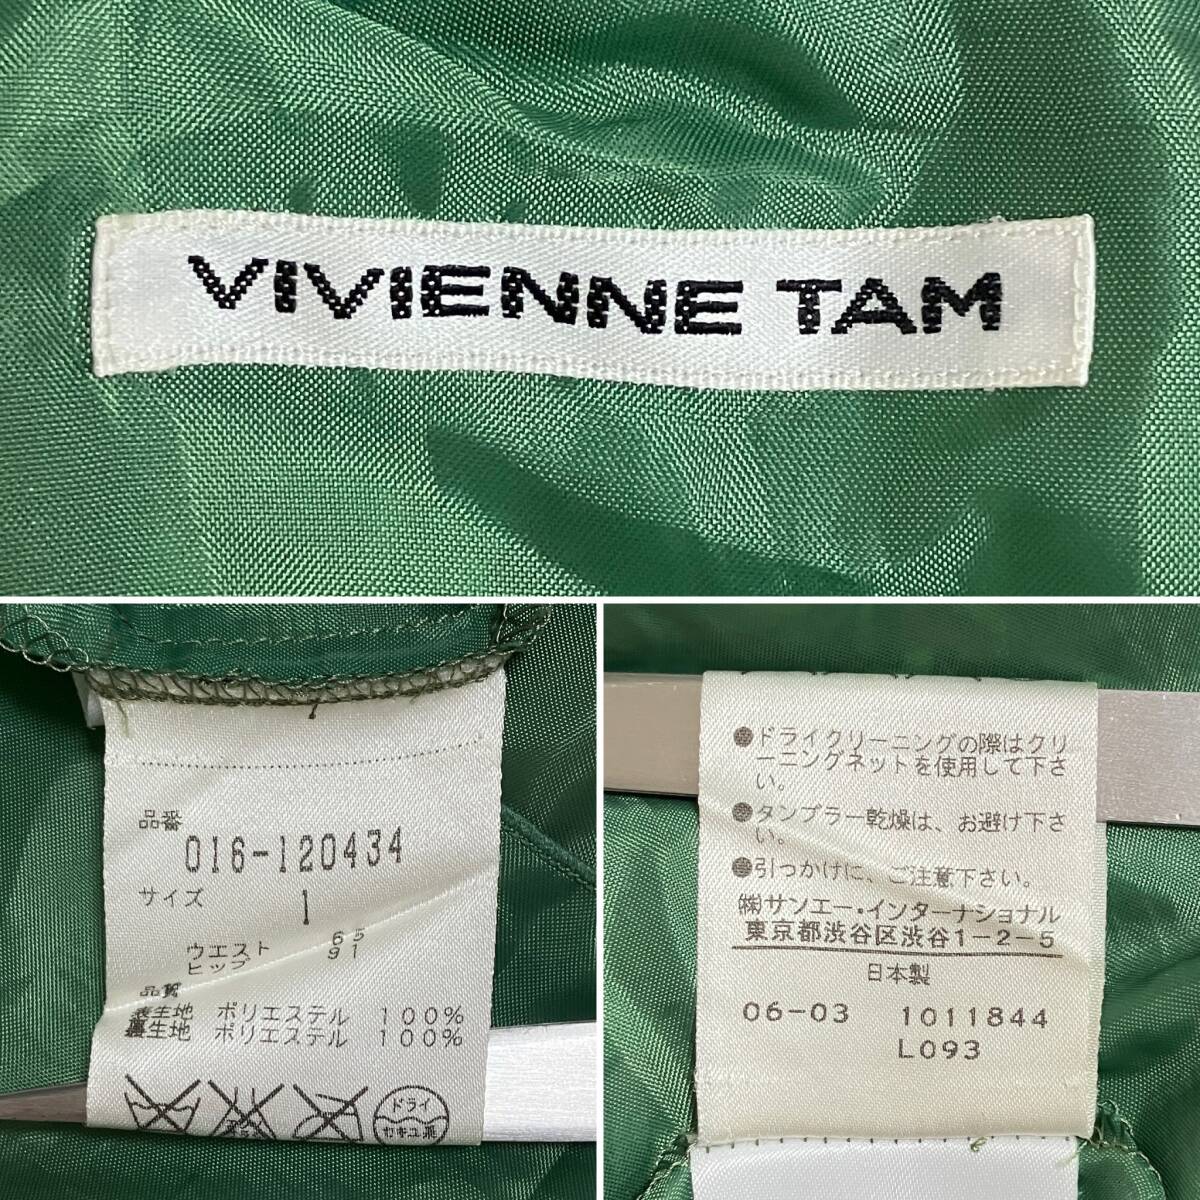 VIVIENNE TAM
品番
016-120434
サイズ
1
ウエスト 65
ヒップ 91
品質
表生地 ポリエステル 100%
裏生地 ポリエステル 100%
ドライ
セキユ系
●ドライクリーニングの際はクリ
ーニングネットを使用して下さ
い。
●タンブラー乾燥は、お避け下さ
い。
●引っかけに、ご注意下さい。
㈱サンエー・インターナショナル
東京都渋谷区渋谷1-2-5
日本製
06-03 1011844
L093